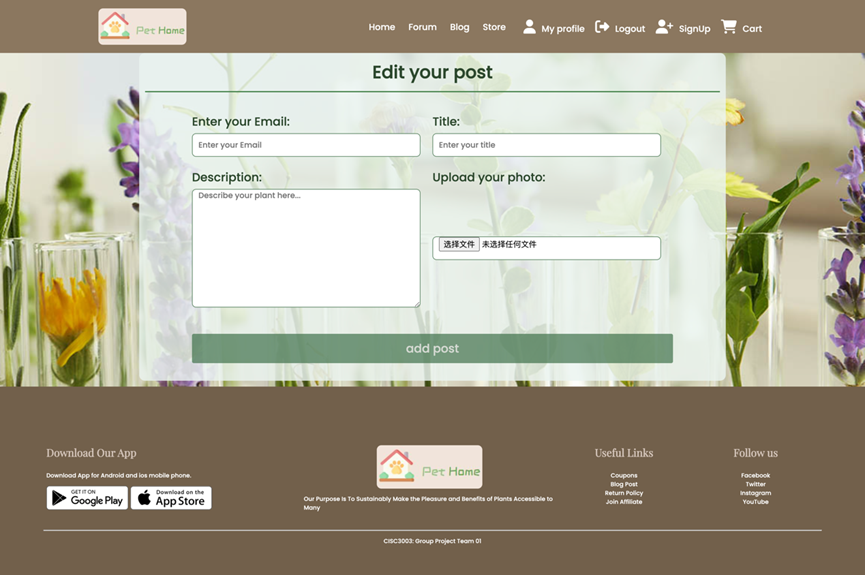 Pet Home
Home Forum Blog Store My profile Logout SignUp Cart
Edit your post
Enter your Email: Title:
Enter your Email Enter your title
Description: Upload your photo:
Describe your plant here...
选择文件 未选择任何文件
add post
Download Our App
Download App for Android and ios mobile phone.
GET IT ON
Google Play
Download on the
App Store
Pet Home
Our Purpose Is To Sustainably Make the Pleasure and Benefits of Plants Accessible to
Many
Useful Links
Coupons
Blog Post
Return Policy
Join Affiliate
Follow us
Facebook
Twitter
Instagram
YouTube
CISC3003: Group Project Team 01